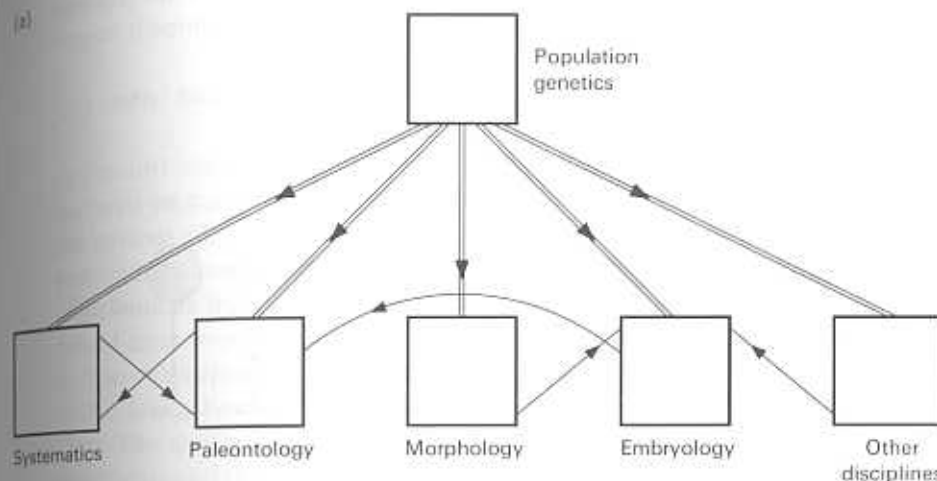 Population
genetics
Systematics
Paleontology
Morphology
Embryology
Other
disciplines